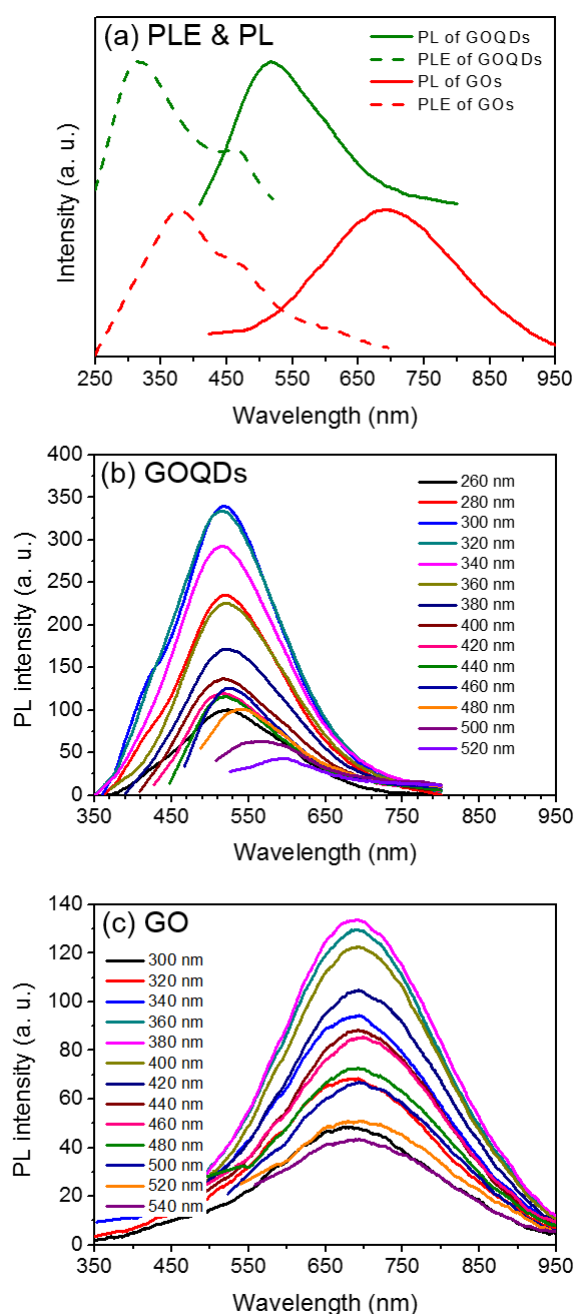 (a) PLE & PL
PL of GOQDs
PLE of GOQDs
PL of GOs
PLE of GOs
Intensity (a. u.)
250 350 450 550 650 750 850 950
Wavelength (nm)
(b) GOQDs
400
350
300
250
200
150
100
50
0
PL intensity (a. u.)
260 nm
280 nm
300 nm
320 nm
340 nm
360 nm
380 nm
400 nm
420 nm
440 nm
460 nm
480 nm
500 nm
520 nm
350 450 550 650 750 850 950
Wavelength (nm)
(c) GO
140
120
100
80
60
40
20
0
PL intensity (a. u.)
300 nm
320 nm
340 nm
360 nm
380 nm
400 nm
420 nm
440 nm
460 nm
480 nm
500 nm
520 nm
540 nm
350 450 550 650 750 850 950
Wavelength (nm)